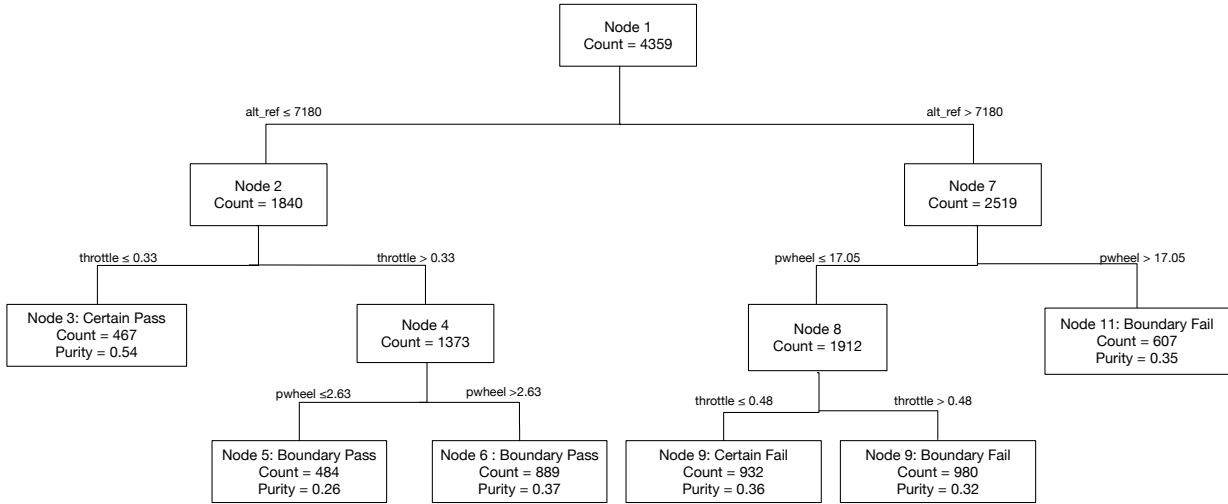 Node 1
Count = 4359
alt_ref ≤ 7180
alt_ref > 7180
Node 2
Count = 1840
Node 7
Count = 2519
throttle ≤ 0.33
throttle > 0.33
pwheel ≤ 17.05
pwheel > 17.05
Node 3: Certain Pass
Count = 467
Purity = 0.54
Node 4
Count = 1373
Node 8
Count = 1912
Node 11: Boundary Fail
Count = 607
Purity = 0.35
pwheel ≤2.63
pwheel >2.63
throttle ≤ 0.48
throttle > 0.48
Node 5: Boundary Pass
Count = 484
Purity = 0.26
Node 6 : Boundary Pass
Count = 889
Purity = 0.37
Node 9: Certain Fail
Count = 932
Purity = 0.36
Node 9: Boundary Fail
Count = 980
Purity = 0.32